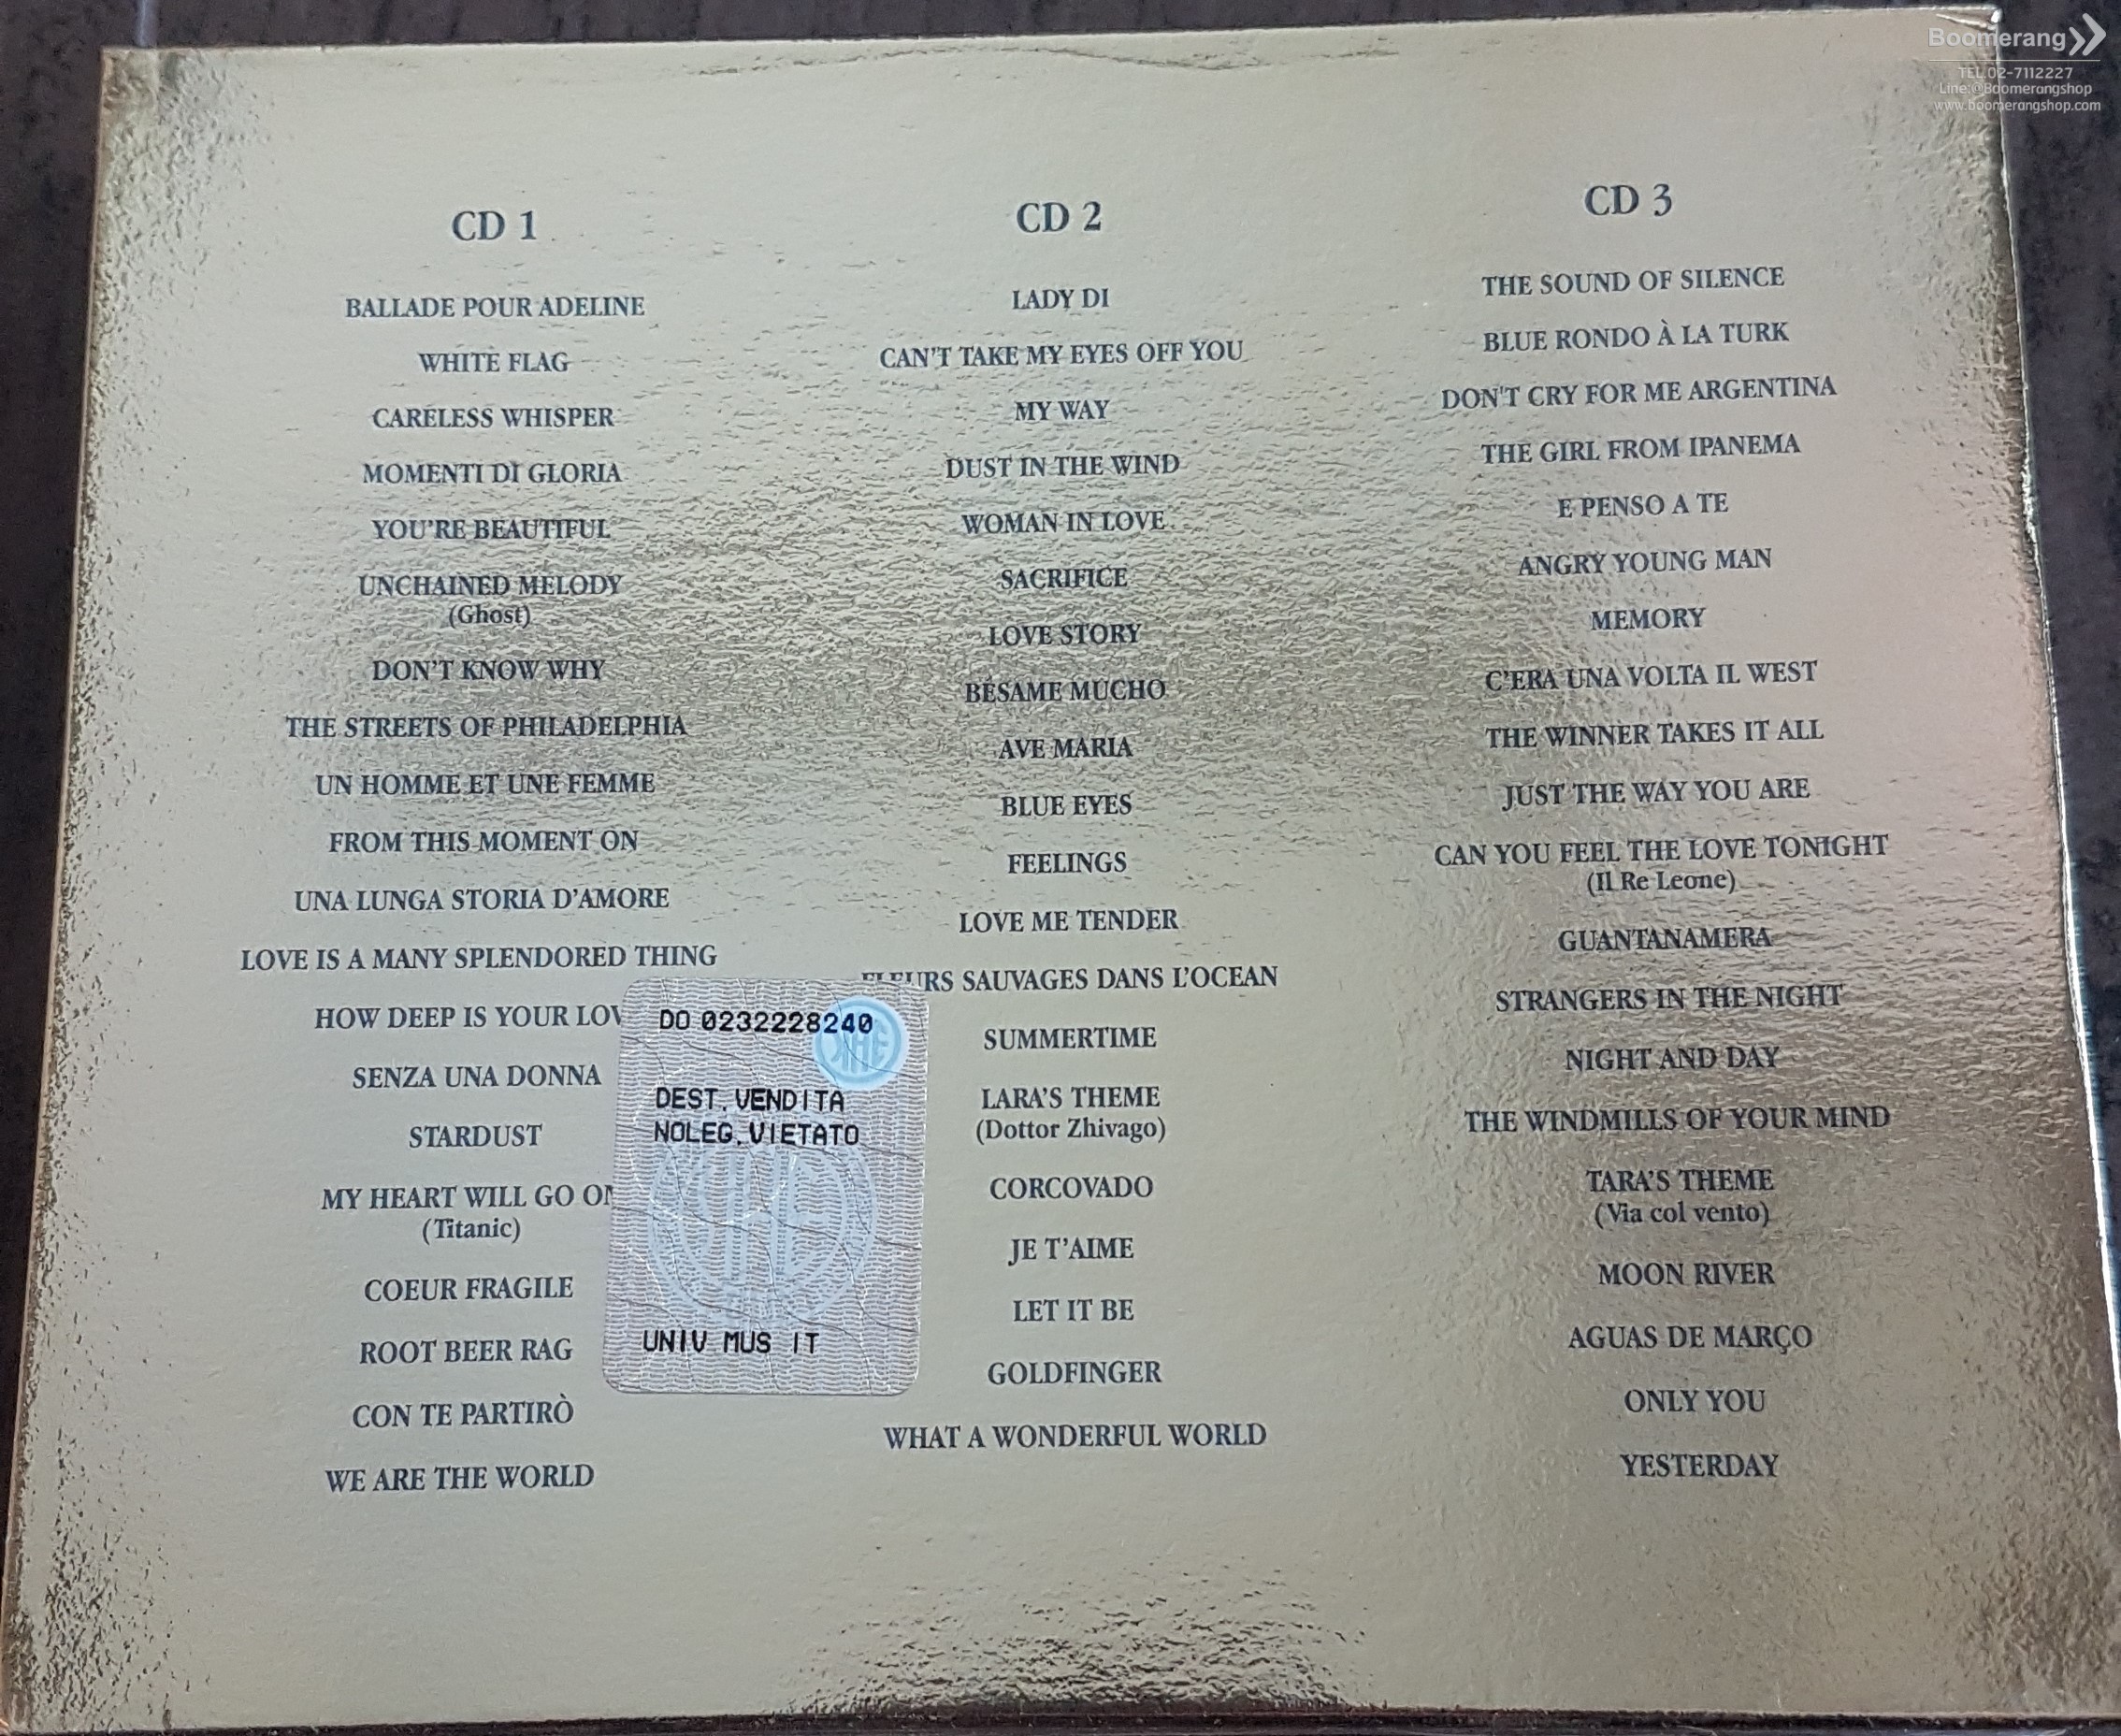 Boomerang
TEL.02-7112227
Line:@Boomerangshop
www.boomerangshop.com
CD 1
BALLADE POUR ADELINE
WHITE FLAG
CARELESS WHISPER
MOMENTI DI GLORIA
YOU'RE BEAUTIFUL
UNCHAINED MELODY
(Ghost)
DON'T KNOW WHY
THE STREETS OF PHILADELPHIA
UN HOMME ET UNE FEMME
FROM THIS MOMENT ON
UNA LUNGA STORIA D'AMORE
LOVE IS A MANY SPLENDORED THING
HOW DEEP IS YOUR
SENZA UNA DONNA
STARDUST
MY HEART WILL GO ON
(Titanic)
COEUR FRAGILE
ROOT BEER RAG
CON TE PARTIRÒ
WE ARE THE WORLD
DO 0232228240
DEST.VENDITA
NOLEG.VIETATO
UNIV MUS IT
CD 2
LADY DI
CAN'T TAKE MY EYES OFF YOU
MY WAY
DUST IN THE WIND
WOMAN IN LOVE
SACRIFICE
LOVE STORY
BÉSAME MUCHO
AVE MARIA
BLUE EYES
FEELINGS
LOVE ME TENDER
SAUVAGES DANS L'OCEAN
SUMMERTIME
LARA'S THEME
(Dottor Zhivago)
CORCOVADO
JE T'AIME
LET IT BE
GOLDFINGER
WHAT A WONDERFUL WORLD
CD 3
THE SOUND OF SILENCE
BLUE RONDO À LA TURK
DON'T CRY FOR ME ARGENTINA
THE GIRL FROM IPANEMA
E PENSO A TE
ANGRY YOUNG MAN
MEMORY
C'ERA UNA VOLTA IL WEST
THE WINNER TAKES IT ALL
JUST THE WAY YOU ARE
CAN YOU FEEL THE LOVE TONIGHT
(Il Re Leone)
GUANTANAMERA
STRANGERS IN THE NIGHT
NIGHT AND DAY
THE WINDMILLS OF YOUR MIND
TARA'S THEME
(Via col vento)
MOON RIVER
AGUAS DE MARÇO
ONLY YOU
YESTERDAY